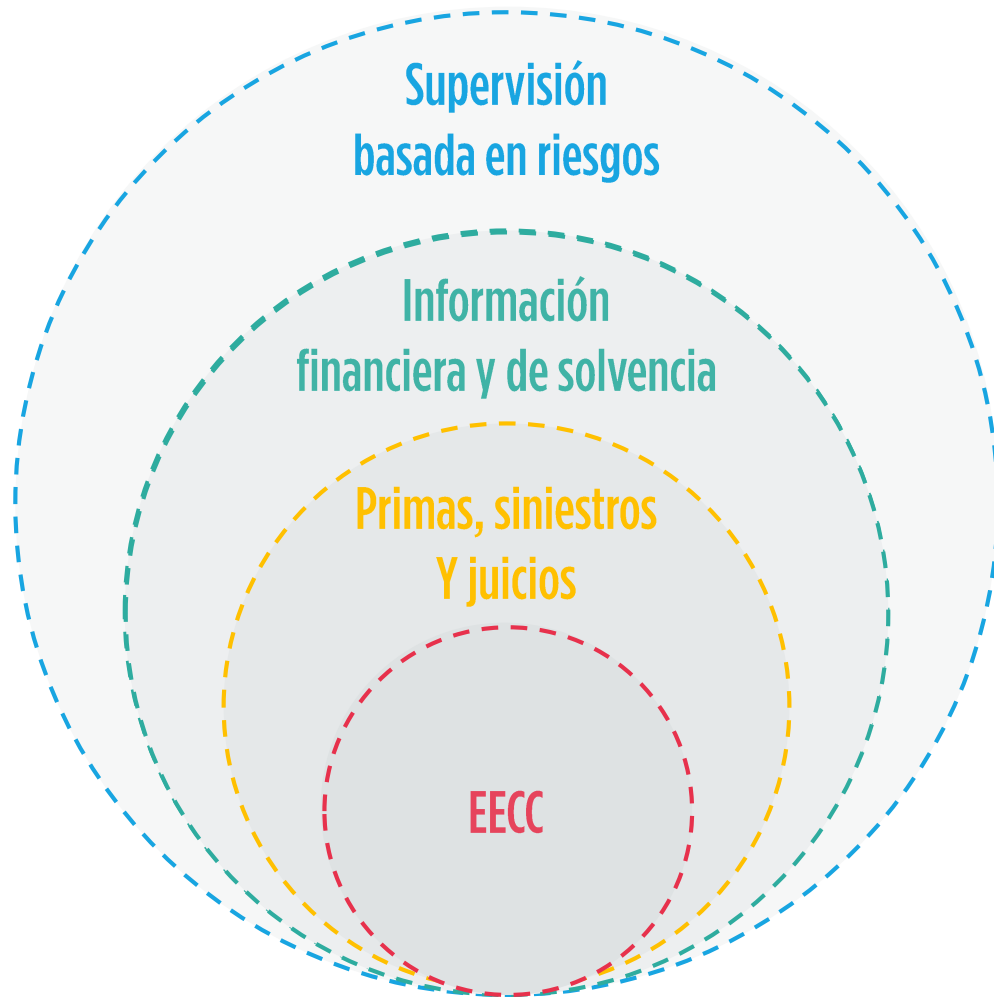 Supervisión
basada en riesgos
Información
financiera y de solvencia
Primas, siniestros
Y juicios
EECC